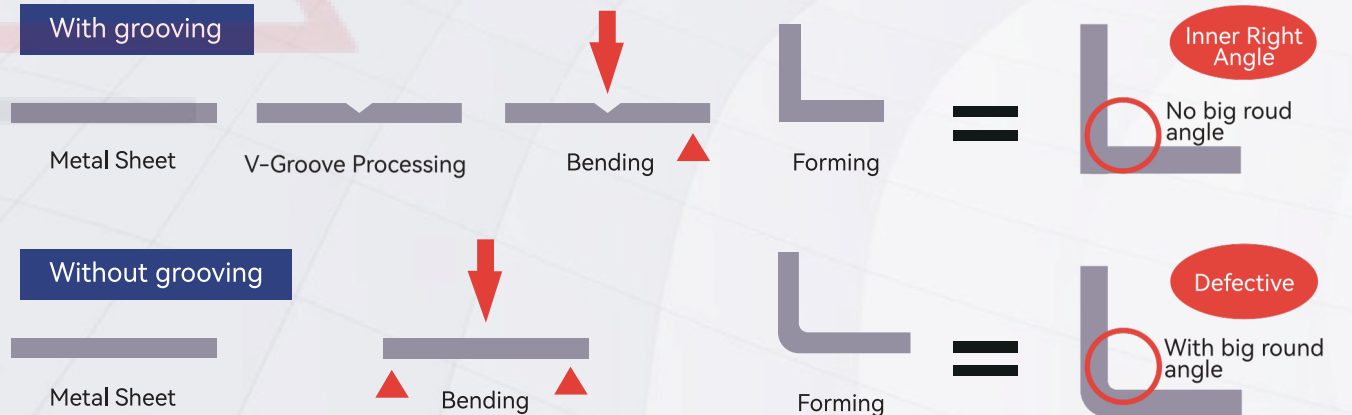 With grooving
Inner Right
Angle
No big roud
angle
Metal Sheet
V-Groove Processing
Bending
Forming
Without grooving
Defective
With big round
angle
Metal Sheet
Bending
Forming